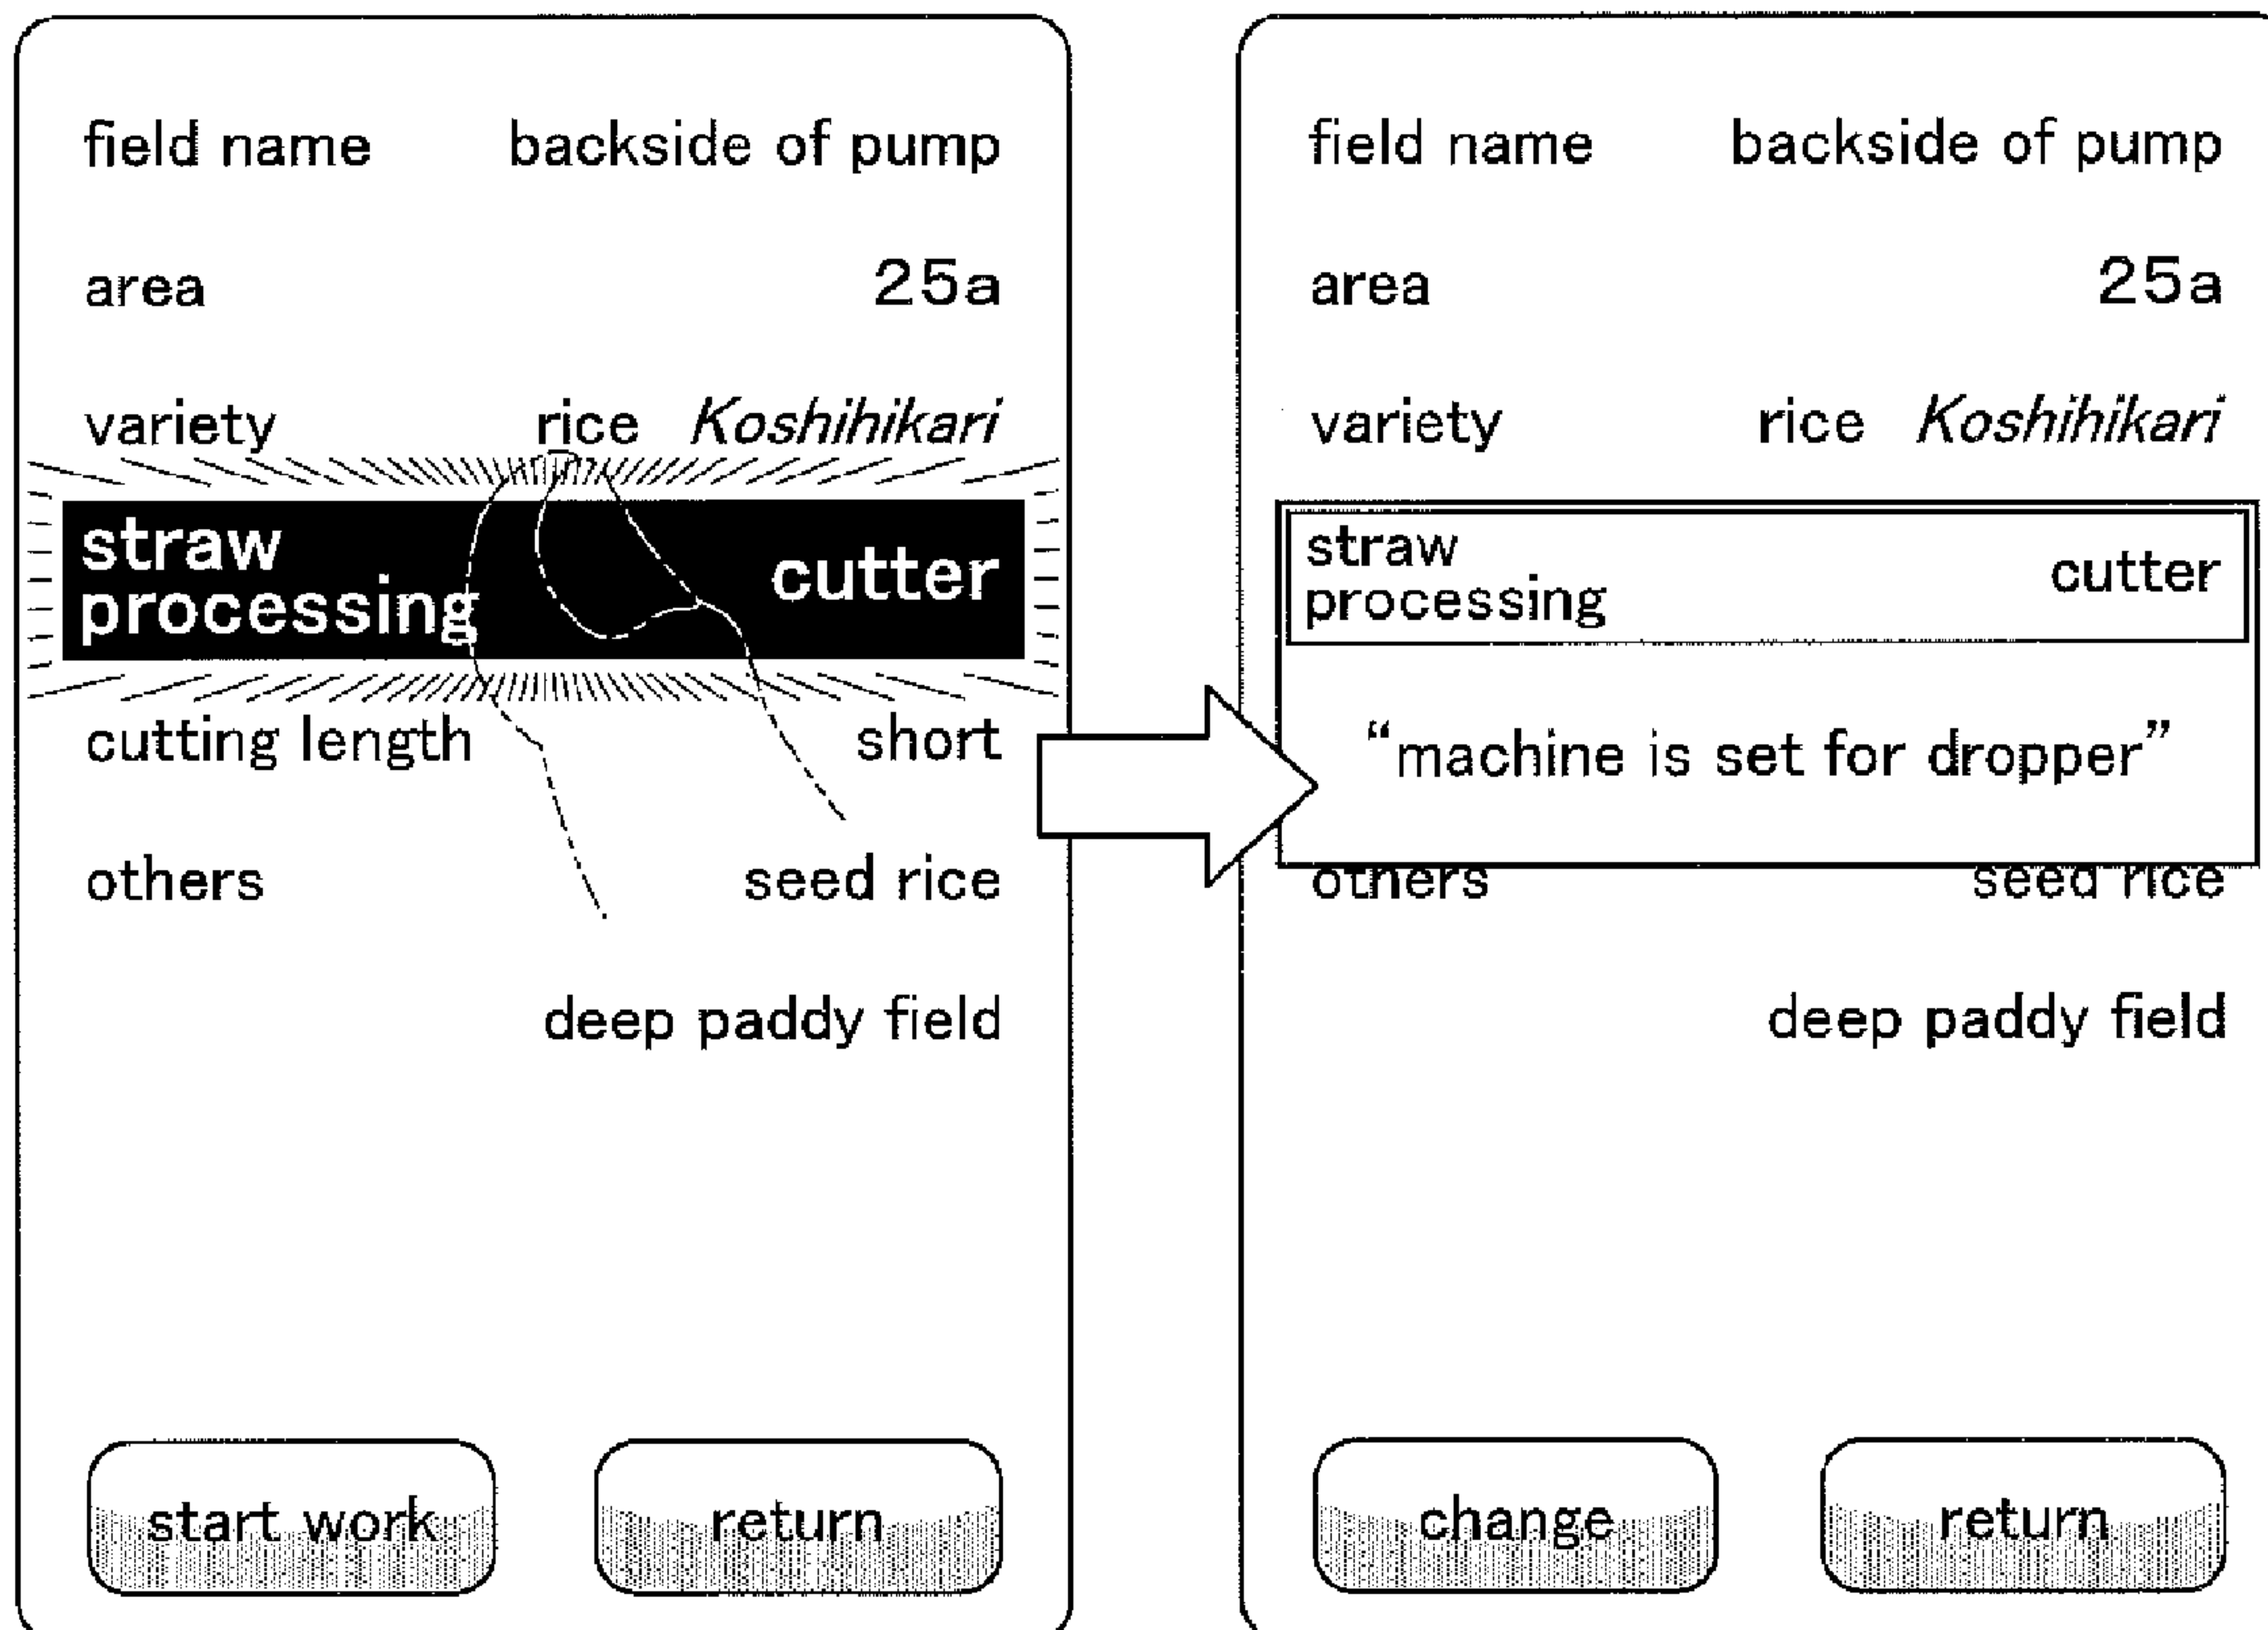 field name backside of pump
area 25a
variety rice Koshihikari
straw
processing cutter
cutting length short
others seed rice
deep paddy field
start work return
field name backside of pump
area 25a
variety rice Koshihikari
straw
processing cutter
“machine is set for dropper”
others seed rice
deep paddy field
change return